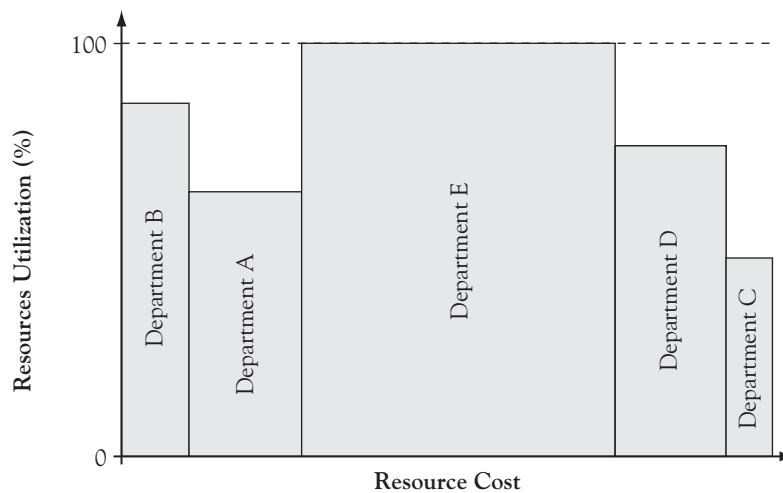 100
Resources Utilization (%)
Department B
Department A
Department E
Department D
Department C
0
Resource Cost